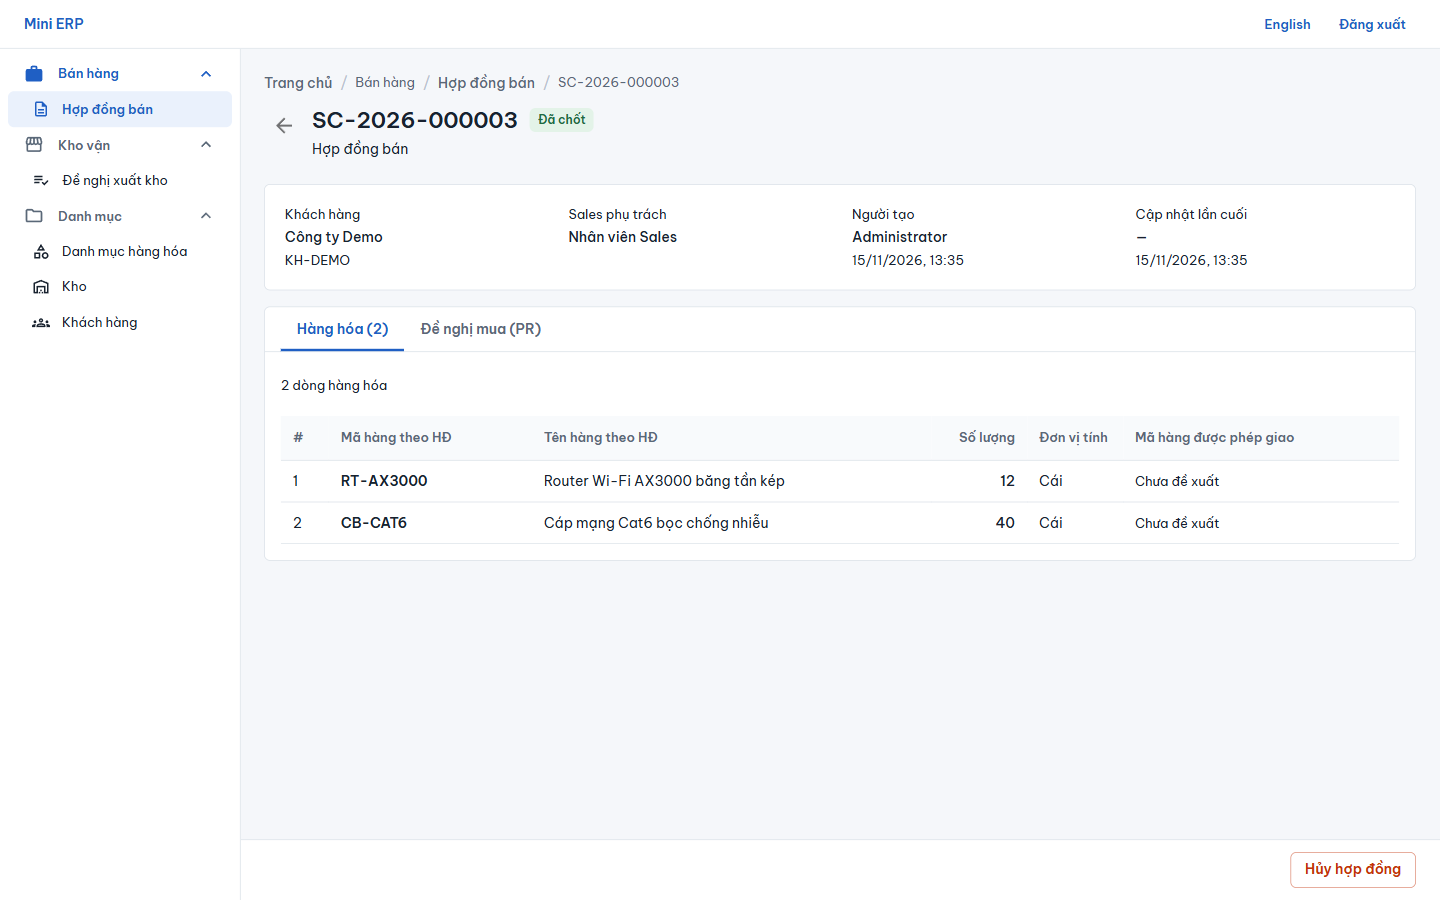 Mini ERP
English
Đăng xuất
Bán hàng
Hợp đồng bán
Kho vận
Đề nghị xuất kho
Danh mục
Danh mục hàng hóa
Kho
Khách hàng
Trang chủ / Bán hàng / Hợp đồng bán / SC-2026-000003
SC-2026-000003 Đã chốt
Hợp đồng bán
Khách hàng
Công ty Demo
KH-DEMO
Sales phụ trách
Nhân viên Sales
Người tạo
Administrator
15/11/2026, 13:35
Cập nhật lần cuối
—
15/11/2026, 13:35
Hàng hóa (2) Đề nghị mua (PR)
2 dòng hàng hóa
# Mã hàng theo HĐ Tên hàng theo HĐ Số lượng Đơn vị tính Mã hàng được phép giao
1 RT-AX3000 Router Wi-Fi AX3000 băng tần kép 12 Cái Chưa đề xuất
2 CB-CAT6 Cáp mạng Cat6 bọc chống nhiễu 40 Cái Chưa đề xuất
Hủy hợp đồng